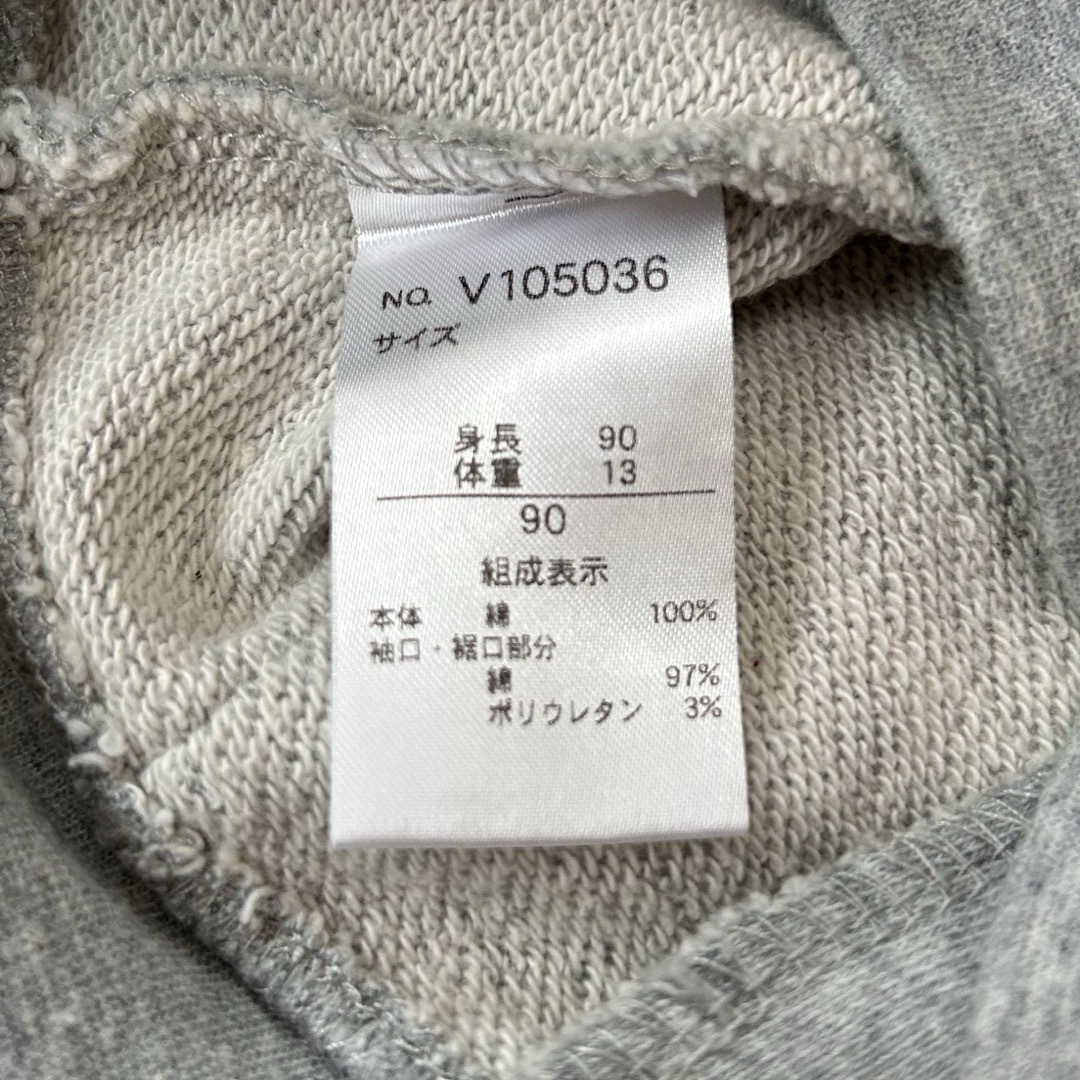 NO. V105036
サイズ
身長 90
体重 13
90
組成表示
本体 綿 100%
袖口・裾口部分
綿 97%
ポリウレタン 3%